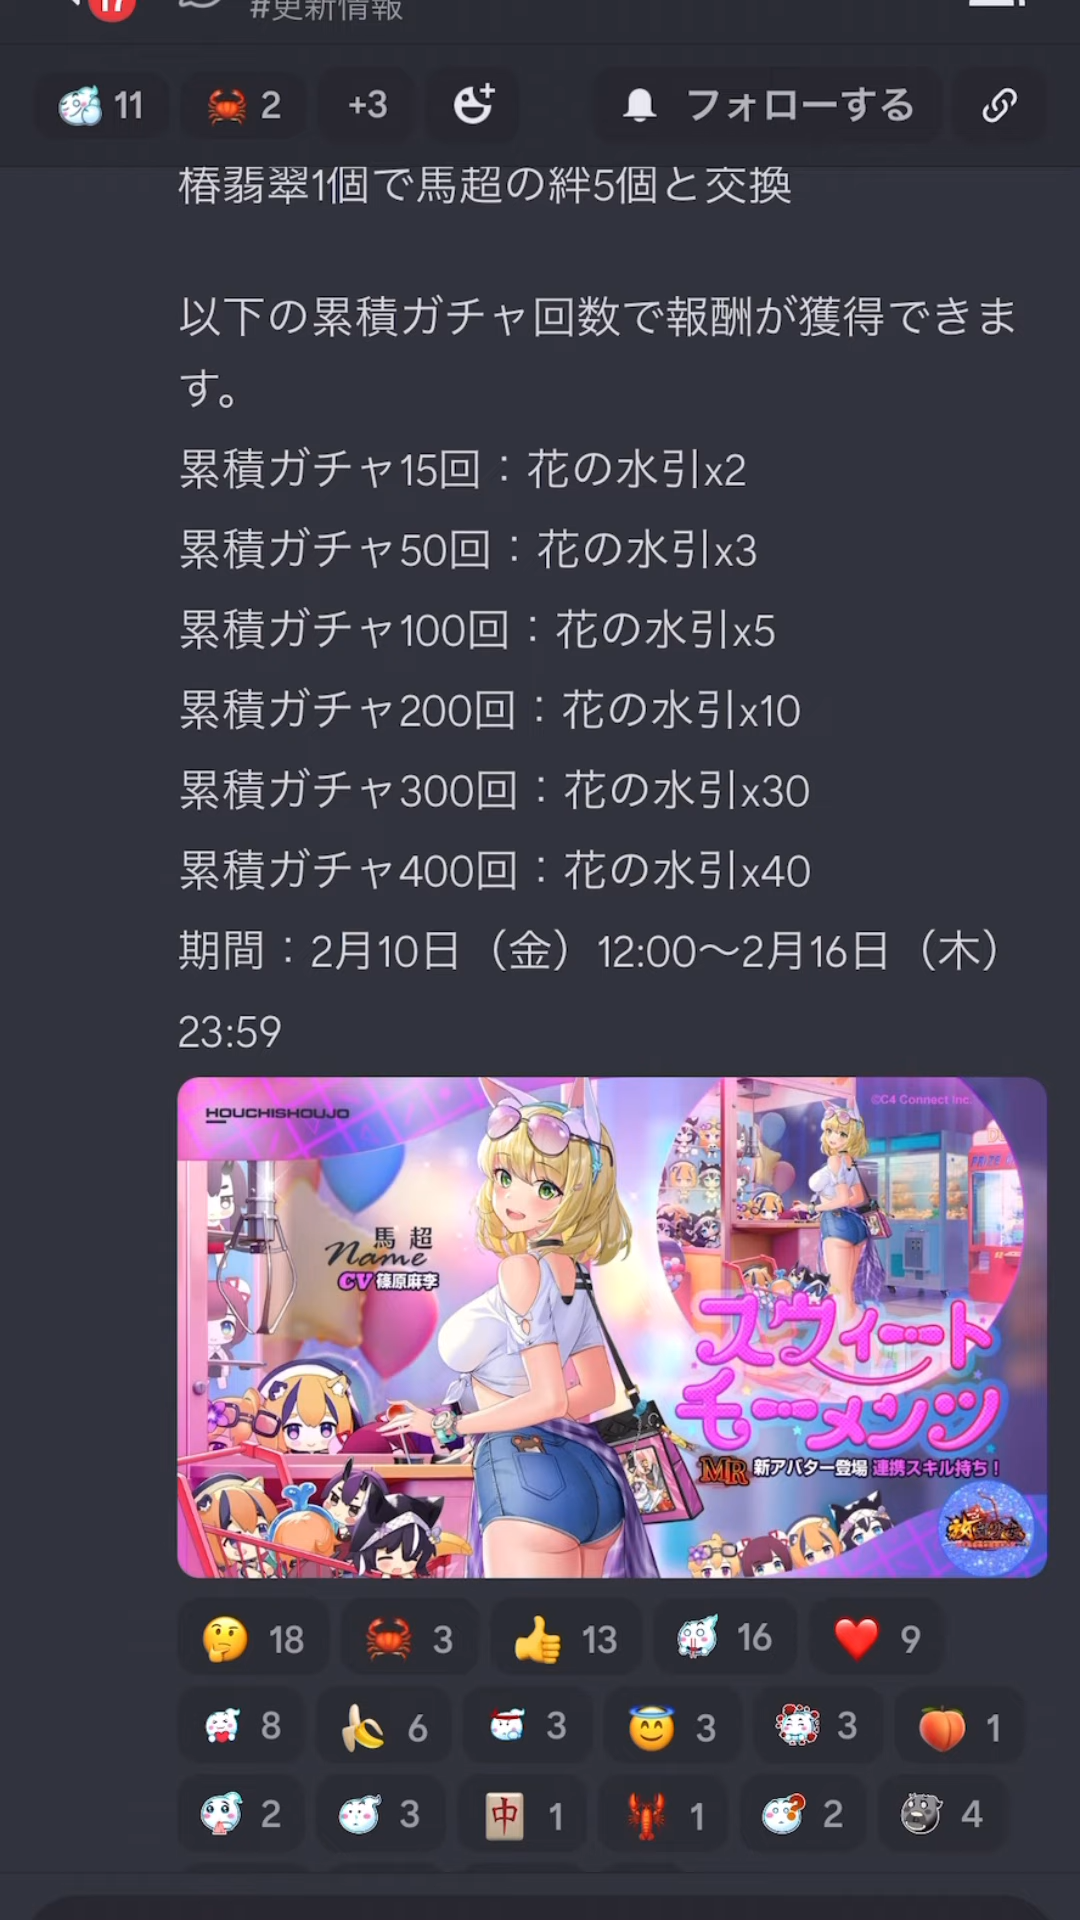 17
#更新情報
11
2
+3
フォローする
椿翡翠1個で馬超の絆5個と交換
以下の累積ガチャ回数で報酬が獲得できま
す。
累積ガチャ15回：花の水引x2
累積ガチャ50回：花の水引x3
累積ガチャ100回：花の水引x5
累積ガチャ200回：花の水引x10
累積ガチャ300回：花の水引x30
累積ガチャ400回：花の水引x40
期間：2月10日（金）12:00〜2月16日（木）
23:59
HOUCHISHOUJO
©C4 Connect Inc.
馬超
Name
CV篠原麻李
スウィート
モーメンツ
MR 新アバター登場 連携スキル持ち！
18
3
13
16
9
8
6
3
3
3
1
2
3
中
1
1
2
4